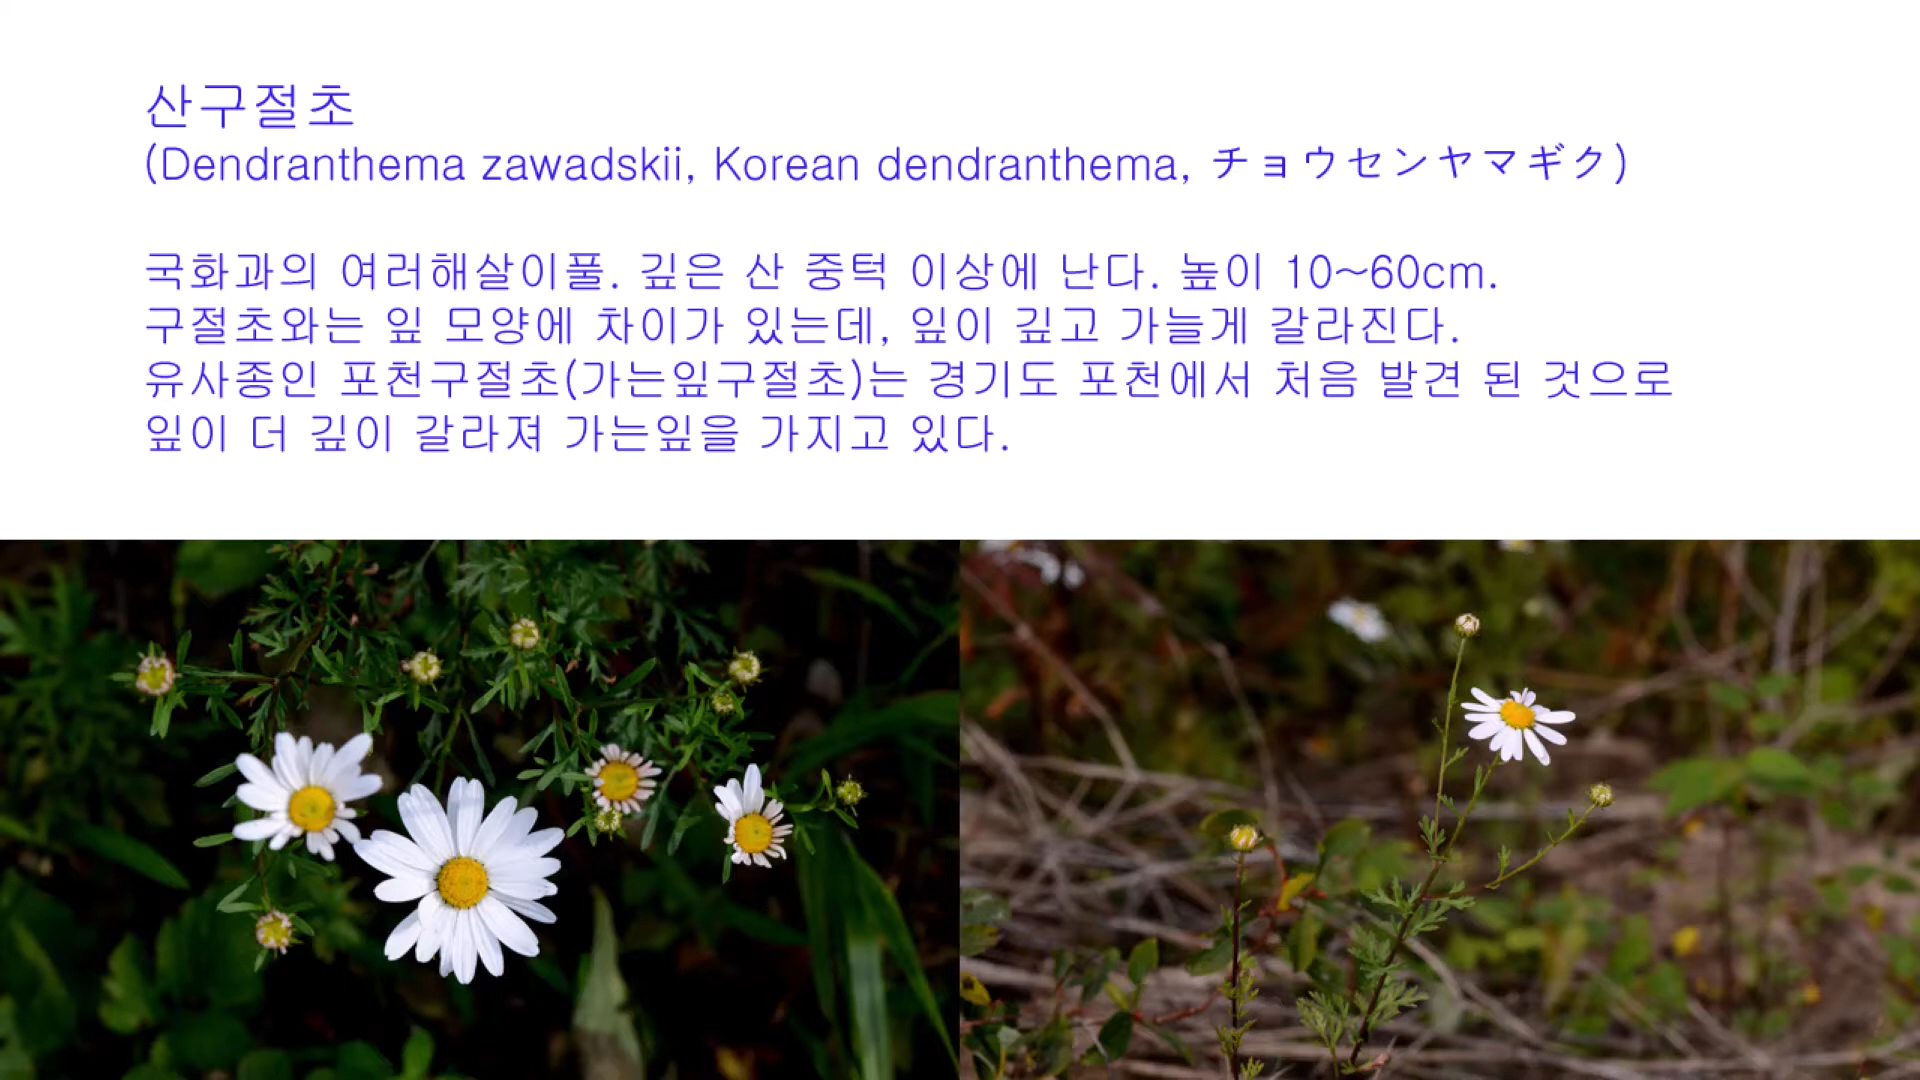 산구절초
(Dendranthema zawadskii, Korean dendranthema, チョウセンヤマギク)
국화과의 여러해살이풀. 깊은 산 중턱 이상에 난다. 높이 10~60cm.
구절초와는 잎 모양에 차이가 있는데, 잎이 깊고 가늘게 갈라진다.
유사종인 포천구절초(가는잎구절초)는 경기도 포천에서 처음 발견 된 것으로
잎이 더 깊이 갈라져 가는잎을 가지고 있다.